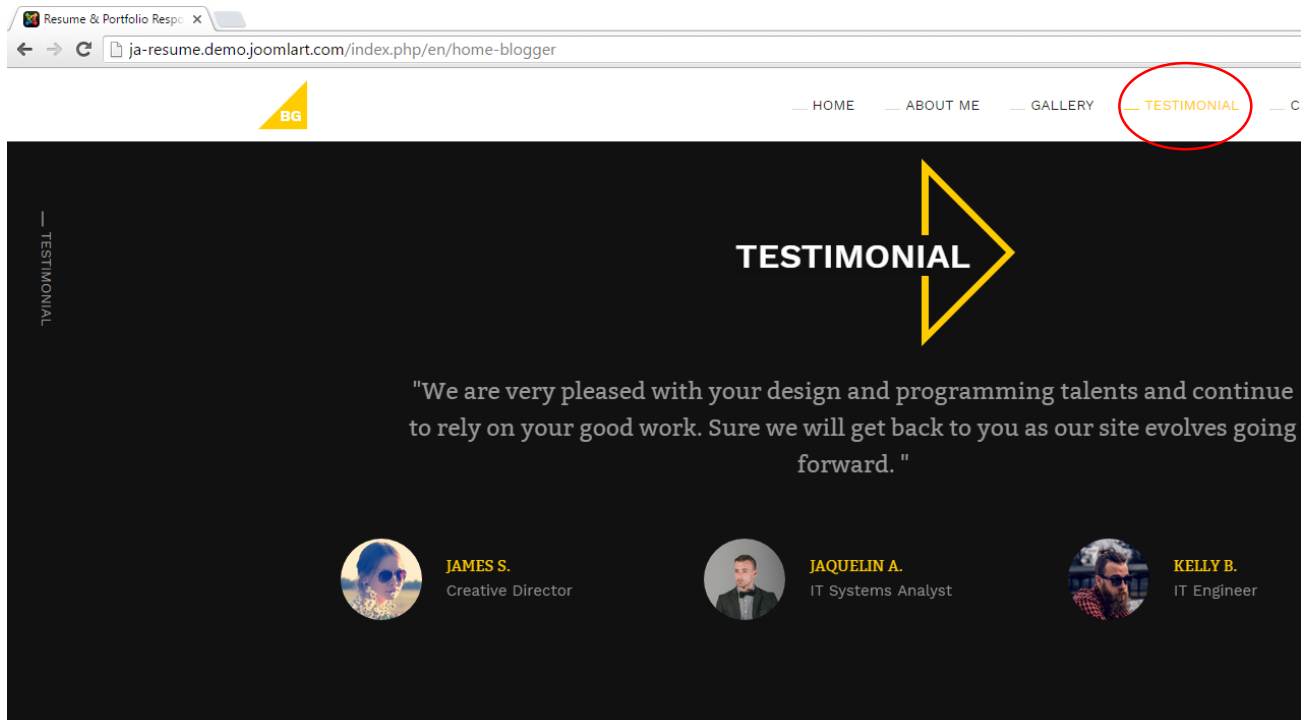 Resume & Portfolio Respo
ja-resume.demo.joomlart.com/index.php/en/home-blogger
BG
HOME ABOUT ME GALLERY TESTIMONIAL C
TESTIMONIAL
TESTIMONIAL
"We are very pleased with your design and programming talents and continue
to rely on your good work. Sure we will get back to you as our site evolves going
forward. "
JAMES S.
Creative Director
JAQUELIN A.
IT Systems Analyst
KELLY B.
IT Engineer